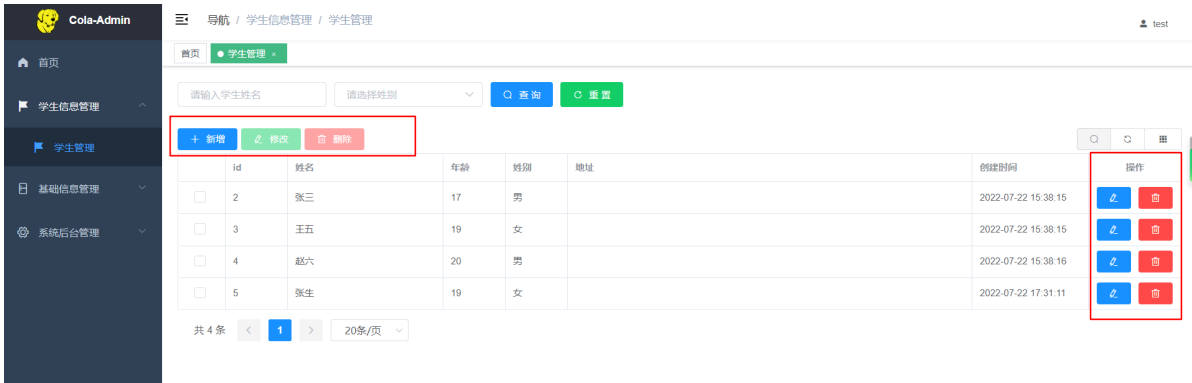 Cola-Admin
导航 / 学生信息管理 / 学生管理
test
首页
学生管理 ×
首页
学生信息管理
学生管理
基础信息管理
系统后台管理
请输入学生姓名 请选择性别 查询 重置
新增 修改 删除
id 姓名 年龄 姓别 地址 创建时间 操作
2 张三 17 男 2022-07-22 15:38:15
3 王五 19 女 2022-07-22 15:38:15
4 赵六 20 男 2022-07-22 15:38:16
5 张生 19 女 2022-07-22 17:31:11
共 4 条 < 1 > 20条/页